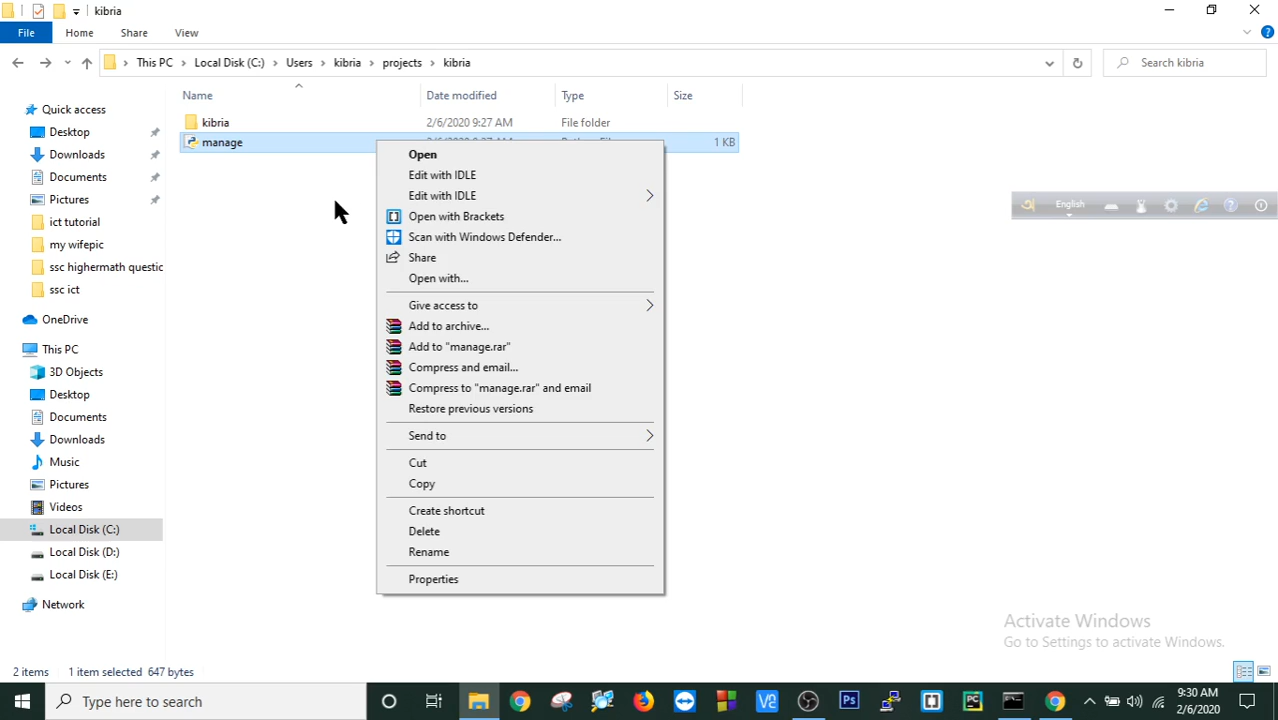 kibria
File
Home
Share
View
This PC
Local Disk (C:)
Users
kibria
projects
kibria
Search kibria
Name
Date modified
Type
Size
Quick access
Desktop
Downloads
Documents
Pictures
ict tutorial
my wifepic
ssc highermath questic
ssc ict
OneDrive
This PC
3D Objects
Desktop
Documents
Downloads
Music
Pictures
Videos
Local Disk (C:)
Local Disk (D:)
Local Disk (E:)
Network
kibria 2/6/2020 9:27 AM File folder
manage 1 KB
Open
Edit with IDLE
Edit with IDLE
Open with Brackets
Scan with Windows Defender...
Share
Open with...
Give access to
Add to archive...
Add to "manage.rar"
Compress and email...
Compress to "manage.rar" and email
Restore previous versions
Send to
Cut
Copy
Create shortcut
Delete
Rename
Properties
English
Activate Windows
Go to Settings to activate Windows.
2 items 1 item selected 647 bytes
Type here to search
Ps
PC
9:30 AM
2/6/2020